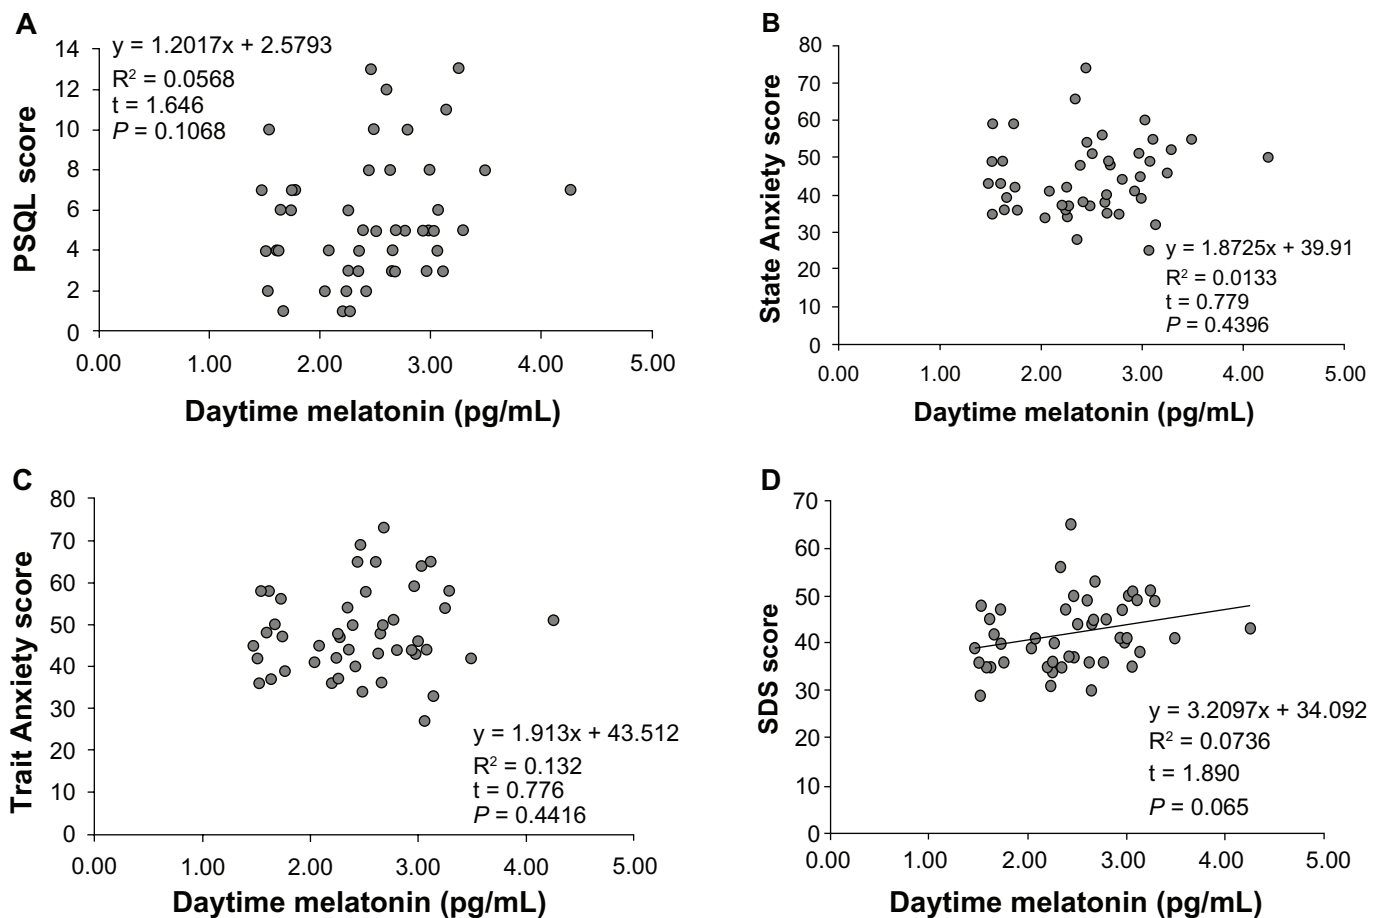 A
y = 1.2017x + 2.5793
R² = 0.0568
t = 1.646
P = 0.1068
PSQL score
14
12
10
8
6
4
2
0
0.00 1.00 2.00 3.00 4.00 5.00
Daytime melatonin (pg/mL)
B
State Anxiety score
80
70
60
50
40
30
20
10
0
y = 1.8725x + 39.91
R² = 0.0133
t = 0.779
P = 0.4396
0.00 1.00 2.00 3.00 4.00 5.00
Daytime melatonin (pg/mL)
C
Trait Anxiety score
80
70
60
50
40
30
20
10
0
y = 1.913x + 43.512
R² = 0.132
t = 0.776
P = 0.4416
0.00 1.00 2.00 3.00 4.00 5.00
Daytime melatonin (pg/mL)
D
SDS score
70
60
50
40
30
20
10
0
y = 3.2097x + 34.092
R² = 0.0736
t = 1.890
P = 0.065
0.00 1.00 2.00 3.00 4.00 5.00
Daytime melatonin (pg/mL)